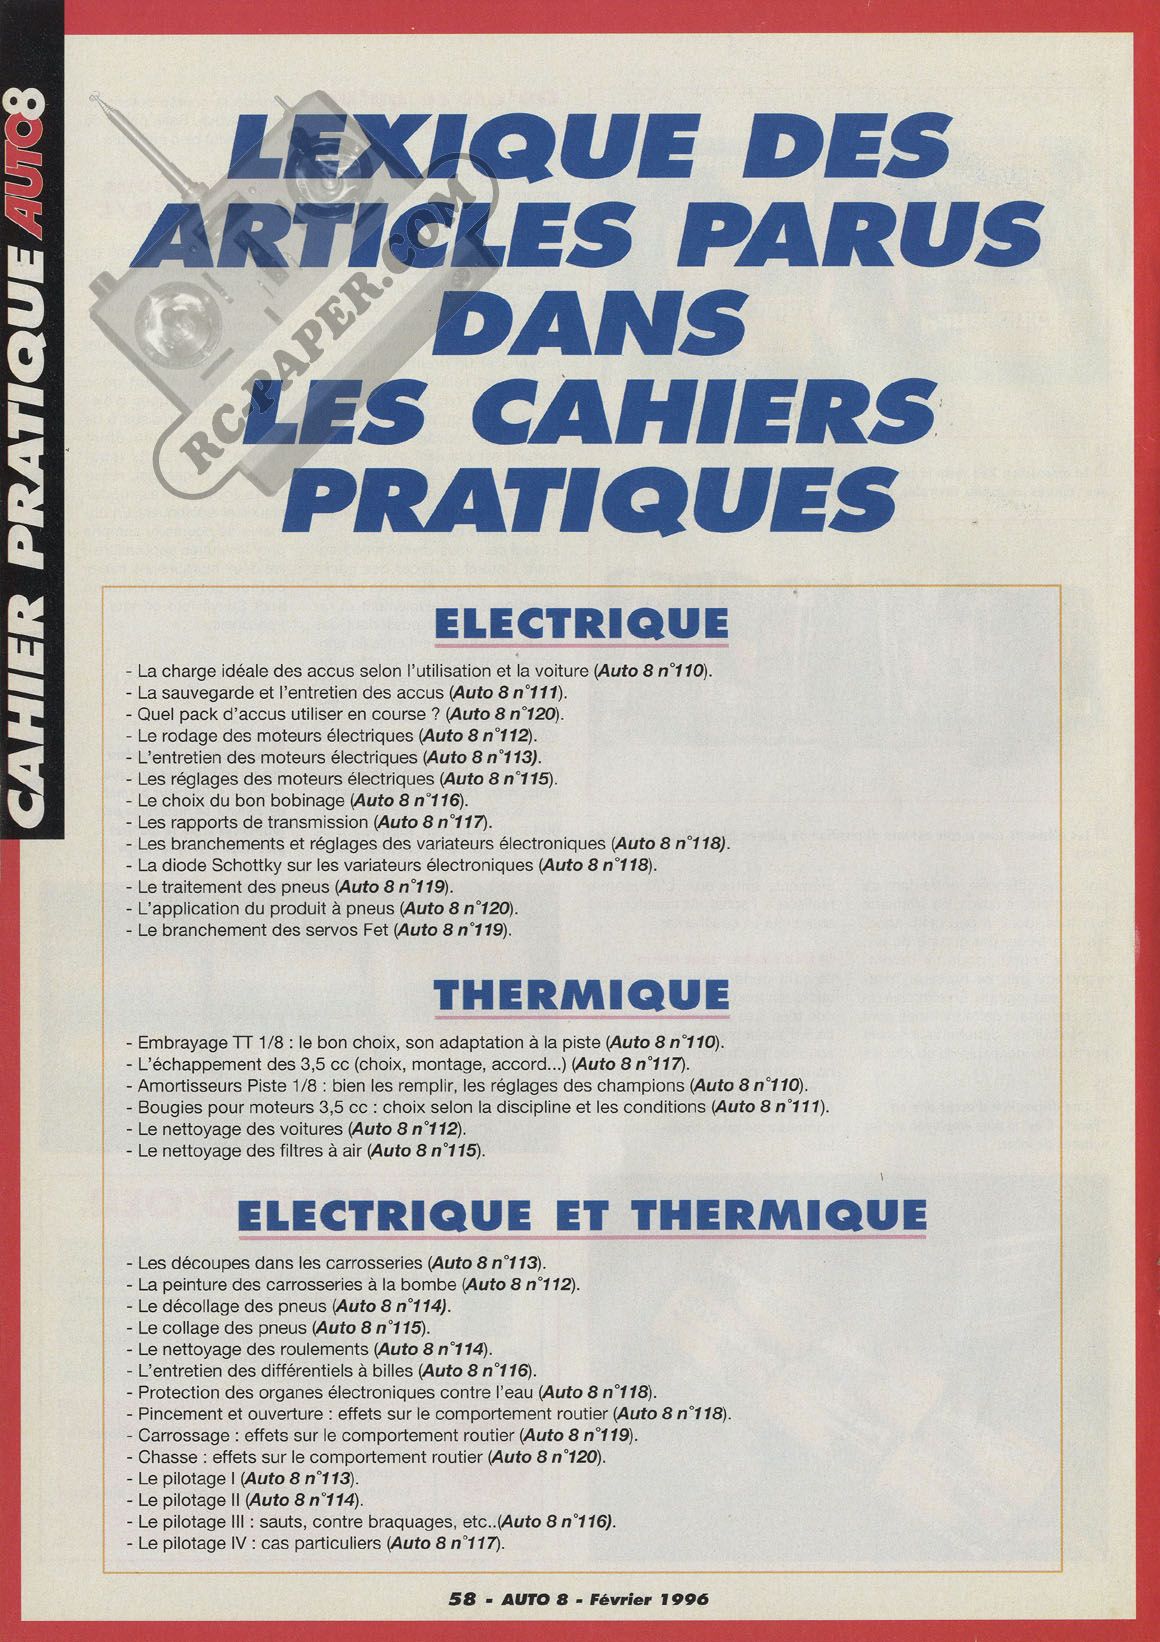 CAHIER PRATIQUE AUTO8
LEXIQUE DES
ARTICLES PARUS
DANS
LES CAHIERS
PRATIQUES
RC-PAPER.COM
ELECTRIQUE
- La charge idéale des accus selon l'utilisation et la voiture (Auto 8 n°110).
- La sauvegarde et l'entretien des accus (Auto 8 n°111).
- Quel pack d'accus utiliser en course ? (Auto 8 n°120).
- Le rodage des moteurs électriques (Auto 8 n°112).
- L'entretien des moteurs électriques (Auto 8 n°113).
- Les réglages des moteurs électriques (Auto 8 n°115).
- Le choix du bon bobinage (Auto 8 n°116).
- Les rapports de transmission (Auto 8 n°117).
- Les branchements et réglages des variateurs électroniques (Auto 8 n°118).
- La diode Schottky sur les variateurs électroniques (Auto 8 n°118).
- Le traitement des pneus (Auto 8 n°119).
- L'application du produit à pneus (Auto 8 n°120).
- Le branchement des servos Fet (Auto 8 n°119).
THERMIQUE
- Embrayage TT 1/8 : le bon choix, son adaptation à la piste (Auto 8 n°110).
- L'échappement des 3,5 cc (choix, montage, accord...) (Auto 8 n°117).
- Amortisseurs Piste 1/8 : bien les remplir, les réglages des champions (Auto 8 n°110).
- Bougies pour moteurs 3,5 cc : choix selon la discipline et les conditions (Auto 8 n°111).
- Le nettoyage des voitures (Auto 8 n°112).
- Le nettoyage des filtres à air (Auto 8 n°115).
ELECTRIQUE ET THERMIQUE
- Les découpes dans les carrosseries (Auto 8 n°113).
- La peinture des carrosseries à la bombe (Auto 8 n°112).
- Le décollage des pneus (Auto 8 n°114).
- Le collage des pneus (Auto 8 n°115).
- Le nettoyage des roulements (Auto 8 n°114).
- L'entretien des différentiels à billes (Auto 8 n°116).
- Protection des organes électroniques contre l'eau (Auto 8 n°118).
- Pincement et ouverture : effets sur le comportement routier (Auto 8 n°118).
- Carrossage : effets sur le comportement routier (Auto 8 n°119).
- Chasse : effets sur le comportement routier (Auto 8 n°120).
- Le pilotage I (Auto 8 n°113).
- Le pilotage II (Auto 8 n°114).
- Le pilotage III : sauts, contre braquages, etc..(Auto 8 n°116).
- Le pilotage IV : cas particuliers (Auto 8 n°117).
58 - AUTO 8 - Février 1996